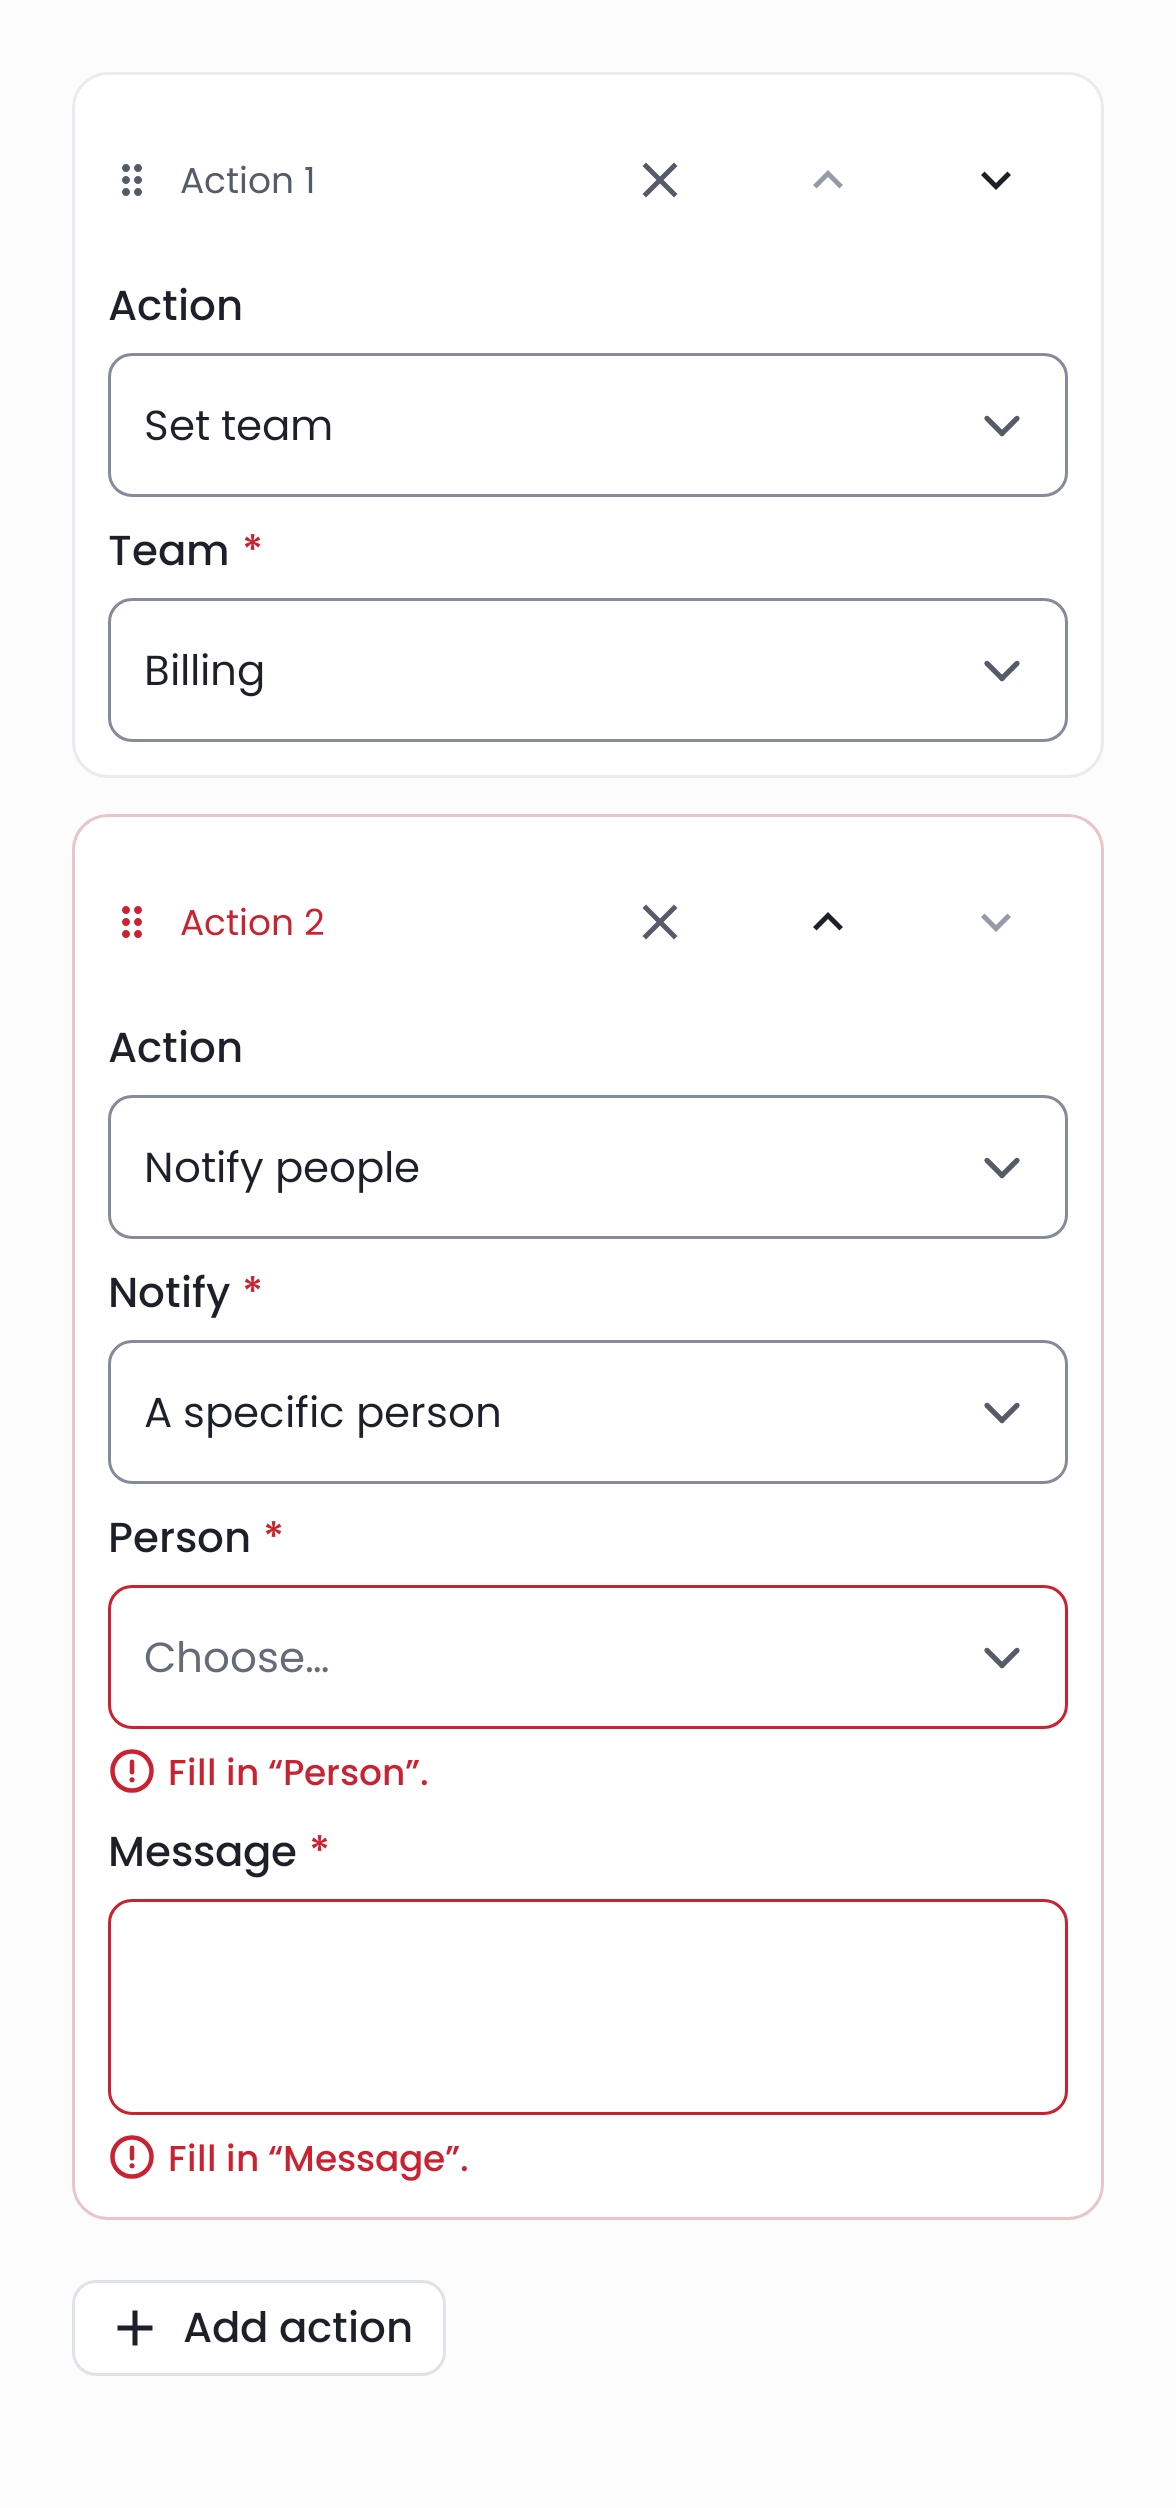 Action 1
Action
Set team
Team *
Billing
Action 2
Action
Notify people
Notify *
A specific person
Person *
Choose...
Fill in “Person”.
Message *
Fill in “Message”.
Add action